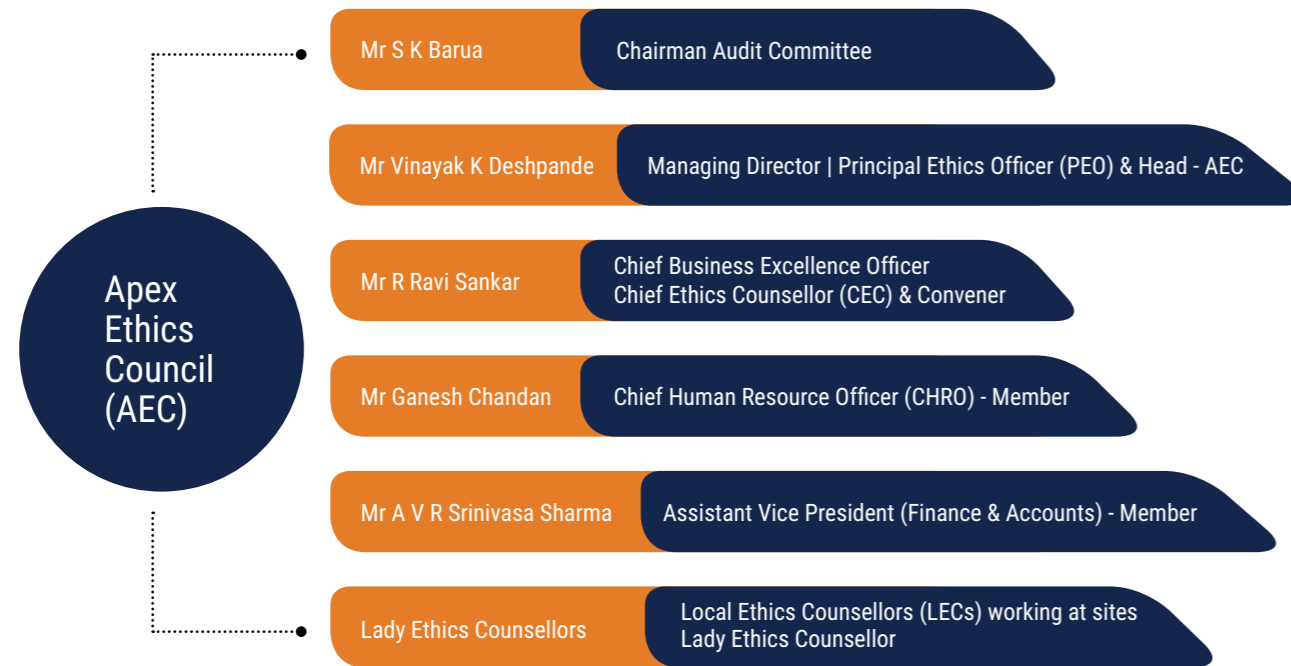 Apex
Ethics
Council
(AEC)
Mr S K Barua
Chairman Audit Committee
Mr Vinayak K Deshpande
Managing Director | Principal Ethics Officer (PEO) & Head - AEC
Mr R Ravi Sankar
Chief Business Excellence Officer
Chief Ethics Counsellor (CEC) & Convener
Mr Ganesh Chandan
Chief Human Resource Officer (CHRO) - Member
Mr A V R Srinivasa Sharma
Assistant Vice President (Finance & Accounts) - Member
Lady Ethics Counsellors
Local Ethics Counsellors (LECs) working at sites
Lady Ethics Counsellor